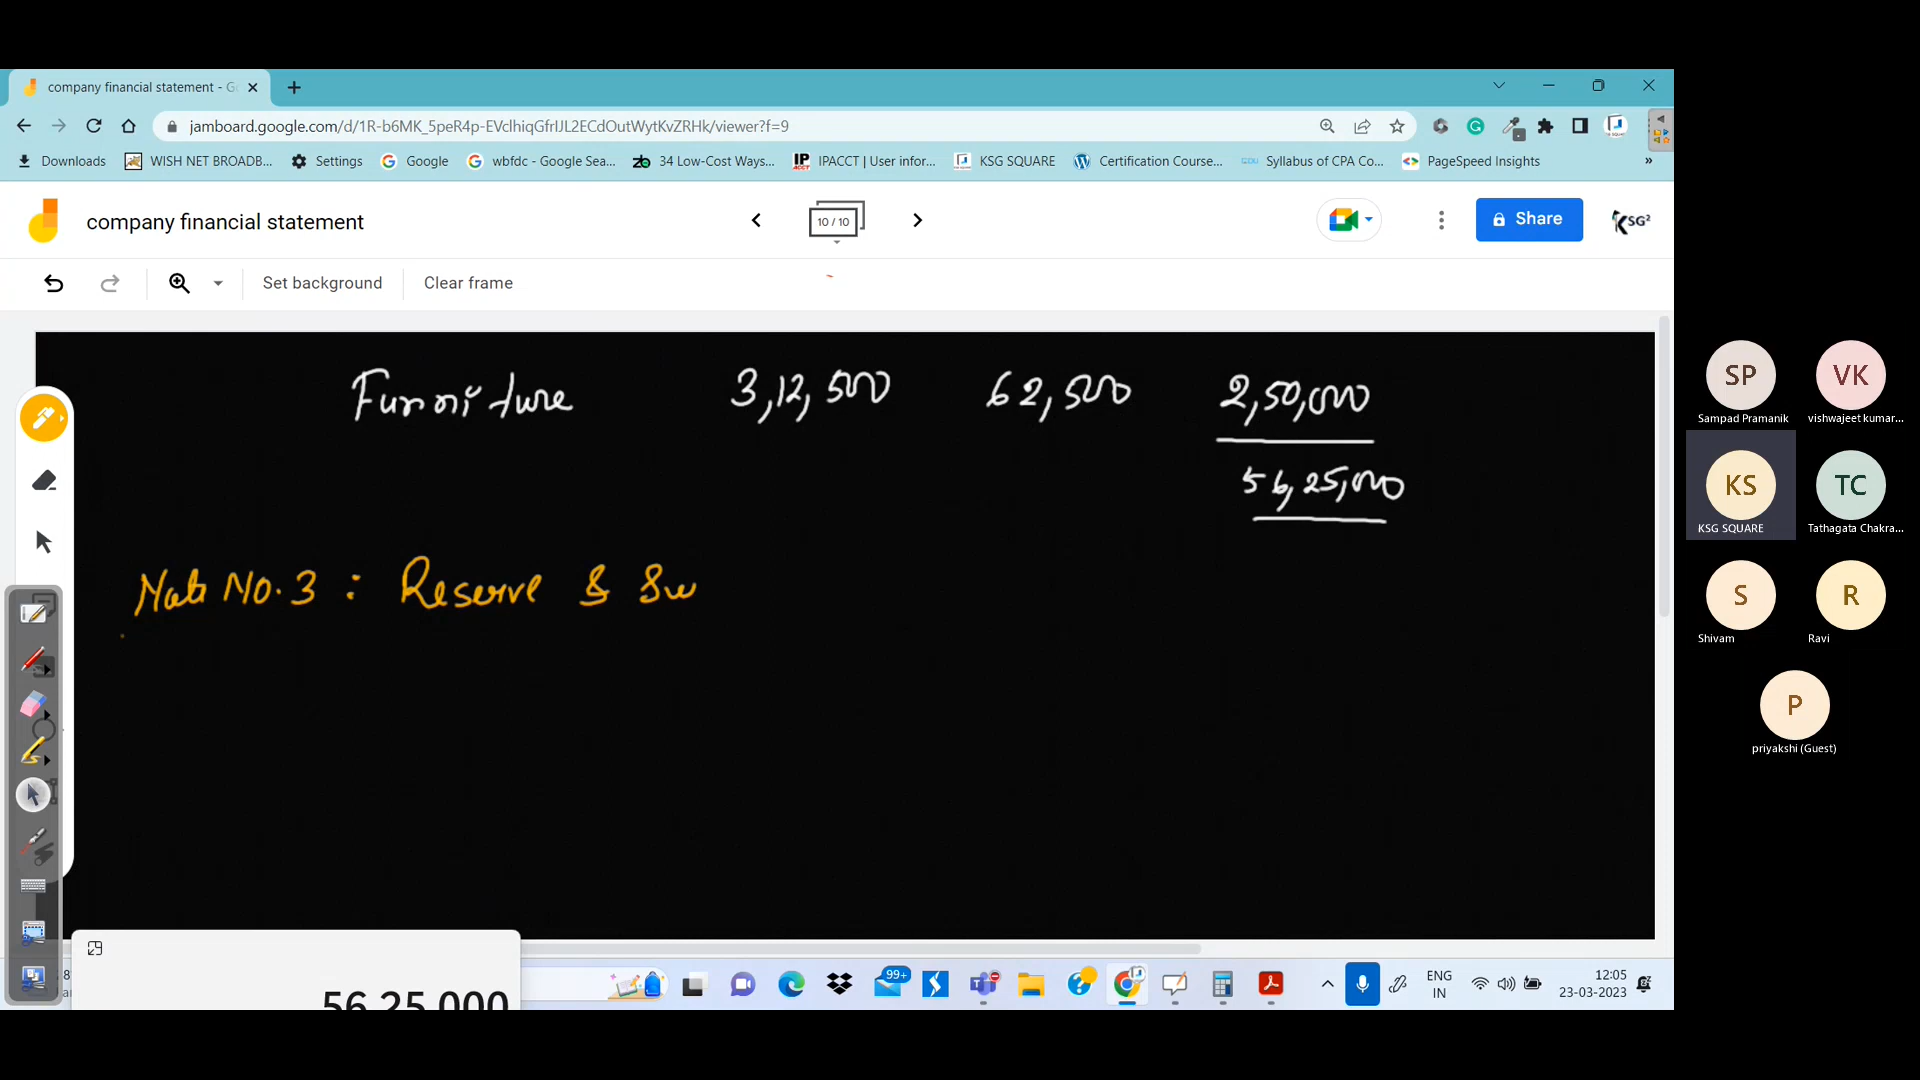 company financial statement - G
jamboard.google.com/d/1R-b6MK_5peR4p-EVclhiqGfrIJL2ECdOutWytKvZRHk/viewer?f=9
Downloads WISH NET BROADB... Settings Google wbfdc - Google Sea... 34 Low-Cost Ways... IPACCT | User infor... KSG SQUARE Certification Course... Syllabus of CPA Co... PageSpeed Insights »
company financial statement
10 / 10
Share
KSG²
Set background
Clear frame
Furniture 3,12,500 62,500 2,50,000
56,25,000
Note No. 3 : Reserve & Su
56,25,000
99+
ENG
IN
12:05
23-03-2023
SP
Sampad Pramanik
VK
vishwajeet kumar...
KS
KSG SQUARE
TC
Tathagata Chakra...
S
Shivam
R
Ravi
P
priyakshi (Guest)